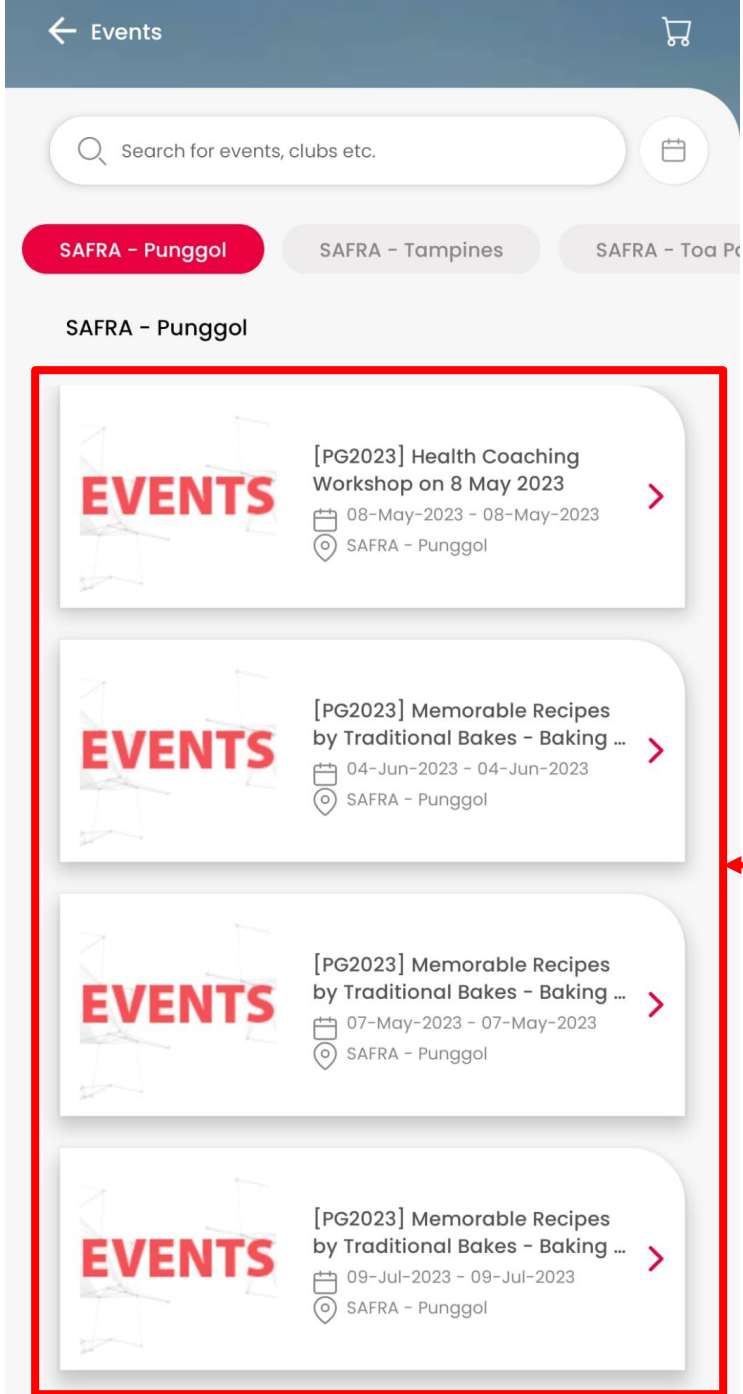 Events
Search for events, clubs etc.
SAFRA - Punggol
SAFRA - Tampines
SAFRA - Toa
SAFRA - Punggol
EVENTS
[PG2023] Health Coaching
Workshop on 8 May 2023
08-May-2023 - 08-May-2023
SAFRA - Punggol
EVENTS
[PG2023] Memorable Recipes
by Traditional Bakes - Baking ...
04-Jun-2023 - 04-Jun-2023
SAFRA - Punggol
EVENTS
[PG2023] Memorable Recipes
by Traditional Bakes - Baking ...
07-May-2023 - 07-May-2023
SAFRA - Punggol
EVENTS
[PG2023] Memorable Recipes
by Traditional Bakes - Baking ...
09-Jul-2023 - 09-Jul-2023
SAFRA - Punggol